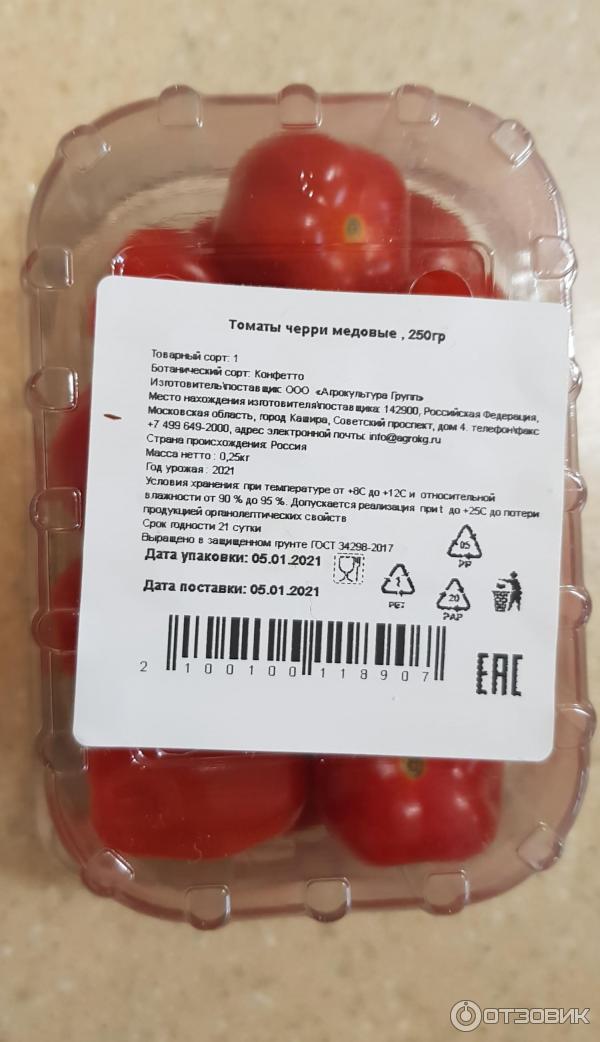 Томаты черри медовые , 250гр
Товарный сорт: 1
Ботанический сорт: Конфетто
Изготовитель\поставщик: ООО «Агрокультура Групп»
Место нахождения изготовителя\поставщика: 142900, Российская Федерация,
Московская область, город Кашира, Советский проспект, дом 4. телефон\факс
+7 499 649-2000, адрес электронной почты: info@agrokg.ru
Страна происхождения: Россия
Масса нетто : 0,25кг
Год урожая : 2021
Условия хранения: при температуре от +8С до +12С и относительной
влажности от 90 % до 95 %. Допускается реализация при t до +25С до потери
продукцией органолептических свойств
Срок годности 21 сутки
Выращено в защищенном грунте ГОСТ 34298-2017
Дата упаковки: 05.01.2021
Дата поставки: 05.01.2021
05
PP
1
PET
20
PAP
2 100100 118907
EAC
ОТЗОВИК